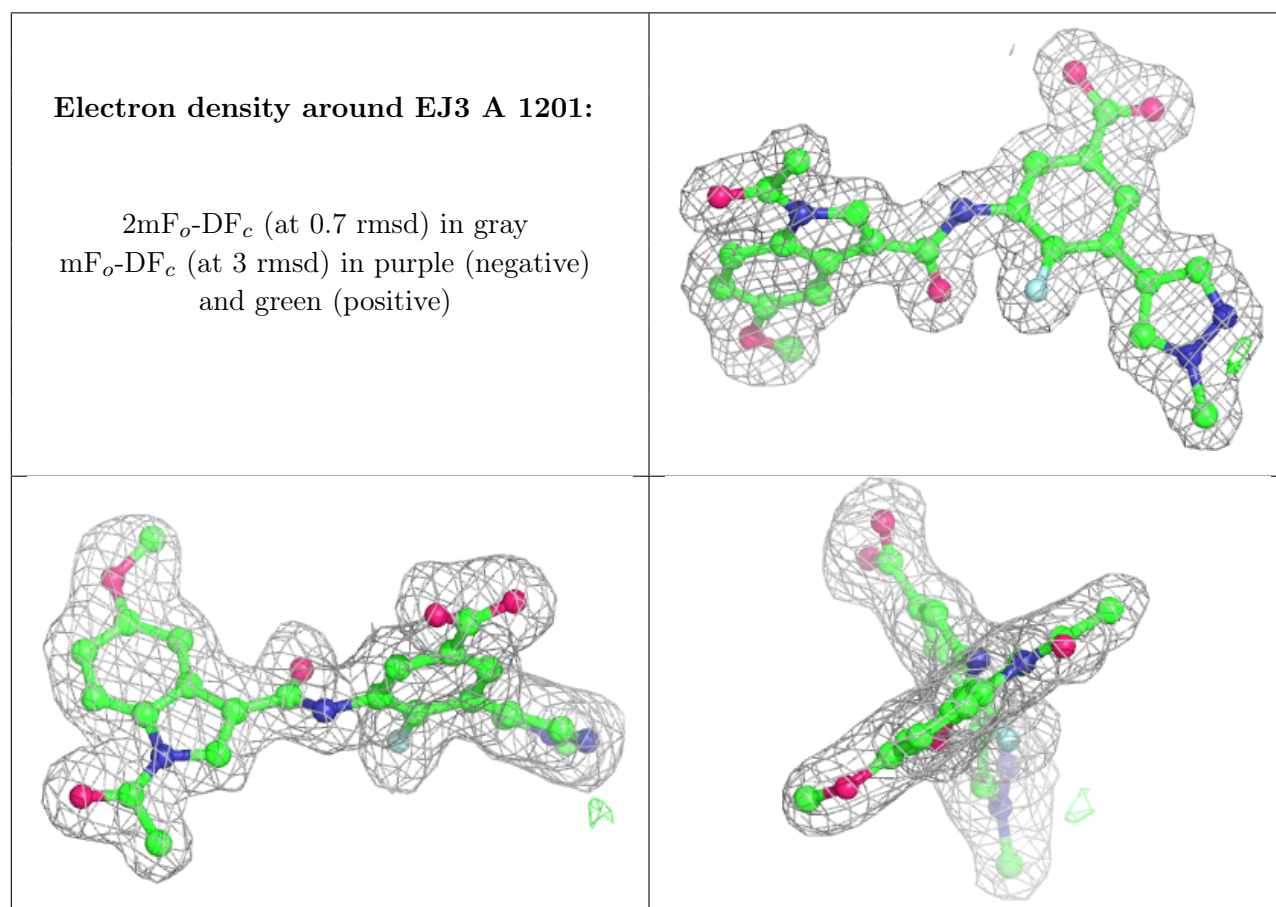 Electron density around EJ3 A 1201:
2mFo-DFc (at 0.7 rmsd) in gray
mFo-DFc (at 3 rmsd) in purple (negative)
and green (positive)